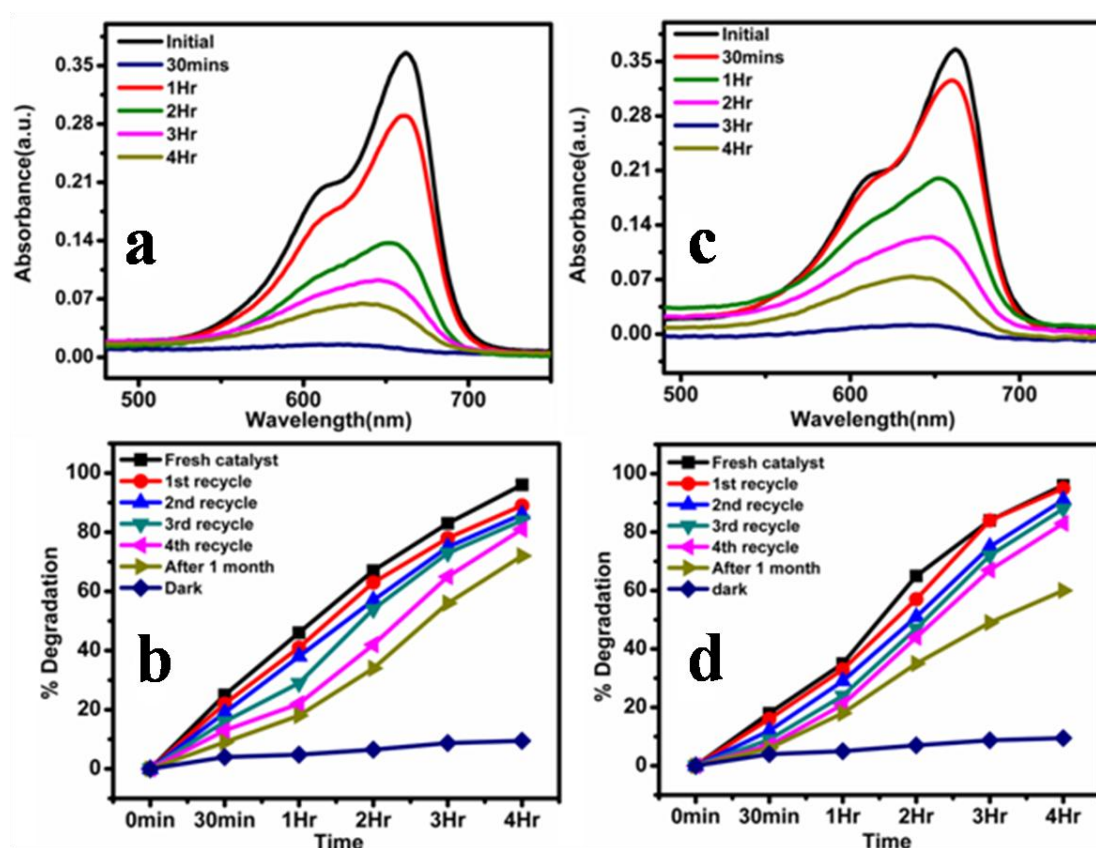 Initial
30mins
1Hr
2Hr
3Hr
4Hr
0.35
0.28
0.21
0.14
0.07
0.00
Absorbance(a.u.)
a
500 600 700
Wavelength(nm)
Initial
30mins
1Hr
2Hr
3Hr
4Hr
0.35
0.28
0.21
0.14
0.07
0.00
Absorbance(a.u.)
c
500 600 700
Wavelength(nm)
Fresh catalyst
1st recycle
2nd recycle
3rd recycle
4th recycle
After 1 month
Dark
100
80
60
40
20
0
% Degradation
b
0min 30min 1Hr 2Hr 3Hr 4Hr
Time
Fresh catalyst
1st recycle
2nd recycle
3rd recycle
4th recycle
After 1 month
dark
100
80
60
40
20
0
% Degradation
d
0min 30min 1Hr 2Hr 3Hr 4Hr
Time